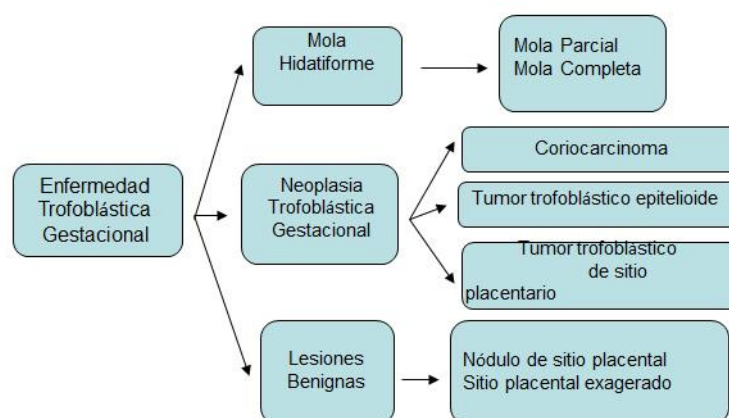 Enfermedad
Trofoblástica
Gestacional
Mola
Hidatiforme
Mola Parcial
Mola Completa
Neoplasia
Trofoblástica
Gestacional
Coriocarcinoma
Tumor trofoblástico epitelioide
Tumor trofoblástico
de sitio
placentario
Lesiones
Benignas
Nódulo de sitio placental
Sitio placental exagerado